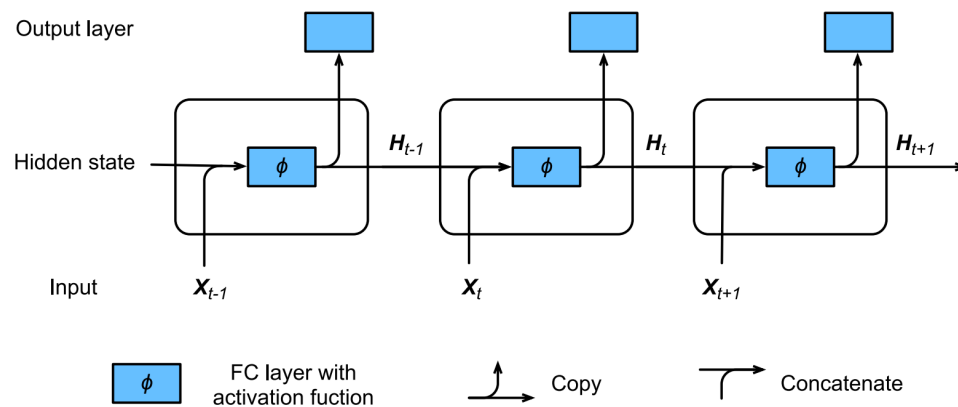 Output layer
Hidden state
ϕ
H_{t-1}
ϕ
H_t
ϕ
H_{t+1}
Input
X_{t-1}
X_t
X_{t+1}
ϕ
FC layer with
activation fuction
Copy
Concatenate